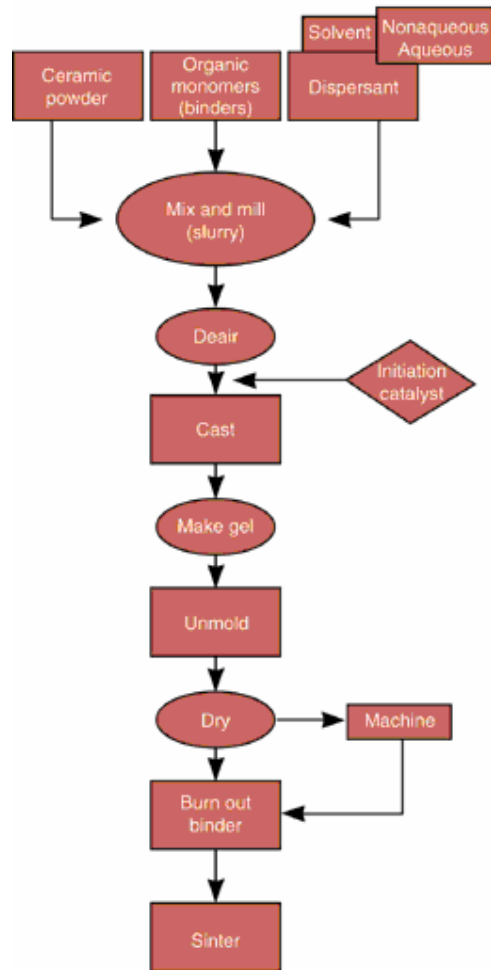 Solvent
Nonaqueous
Aqueous
Ceramic
powder
Organic
monomers
(binders)
Dispersant
Mix and mill
(slurry)
Deair
Initiation
catalyst
Cast
Make gel
Unmold
Dry
Machine
Burn out
binder
Sinter